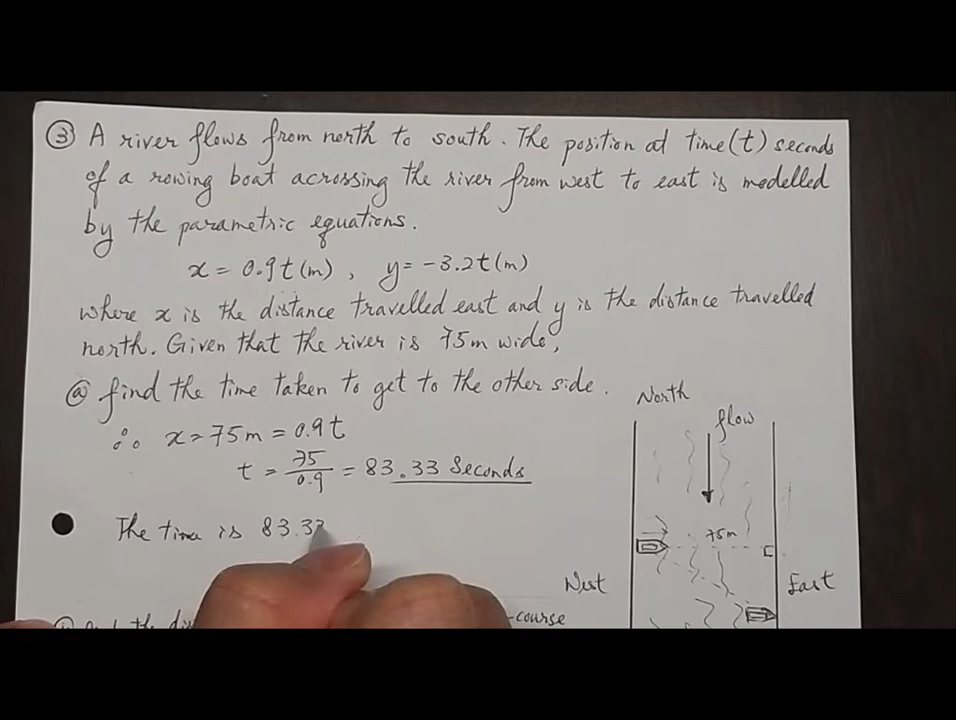 ③ A river flows from north to south. The position at time(t) seconds
of a rowing boat acrossing the river from west to east is modelled
by the parametric equations.
x = 0.9t(m), y = -3.2t(m)
where x is the distance travelled east and y is the distance travelled
north. Given that the river is 75m wide,
ⓐ find the time taken to get to the other side.
∴ x = 75m = 0.9t
t = 75/0.9 = 83.33 Seconds
The time is 83.33
the
-course
North
flow
75m
West
East